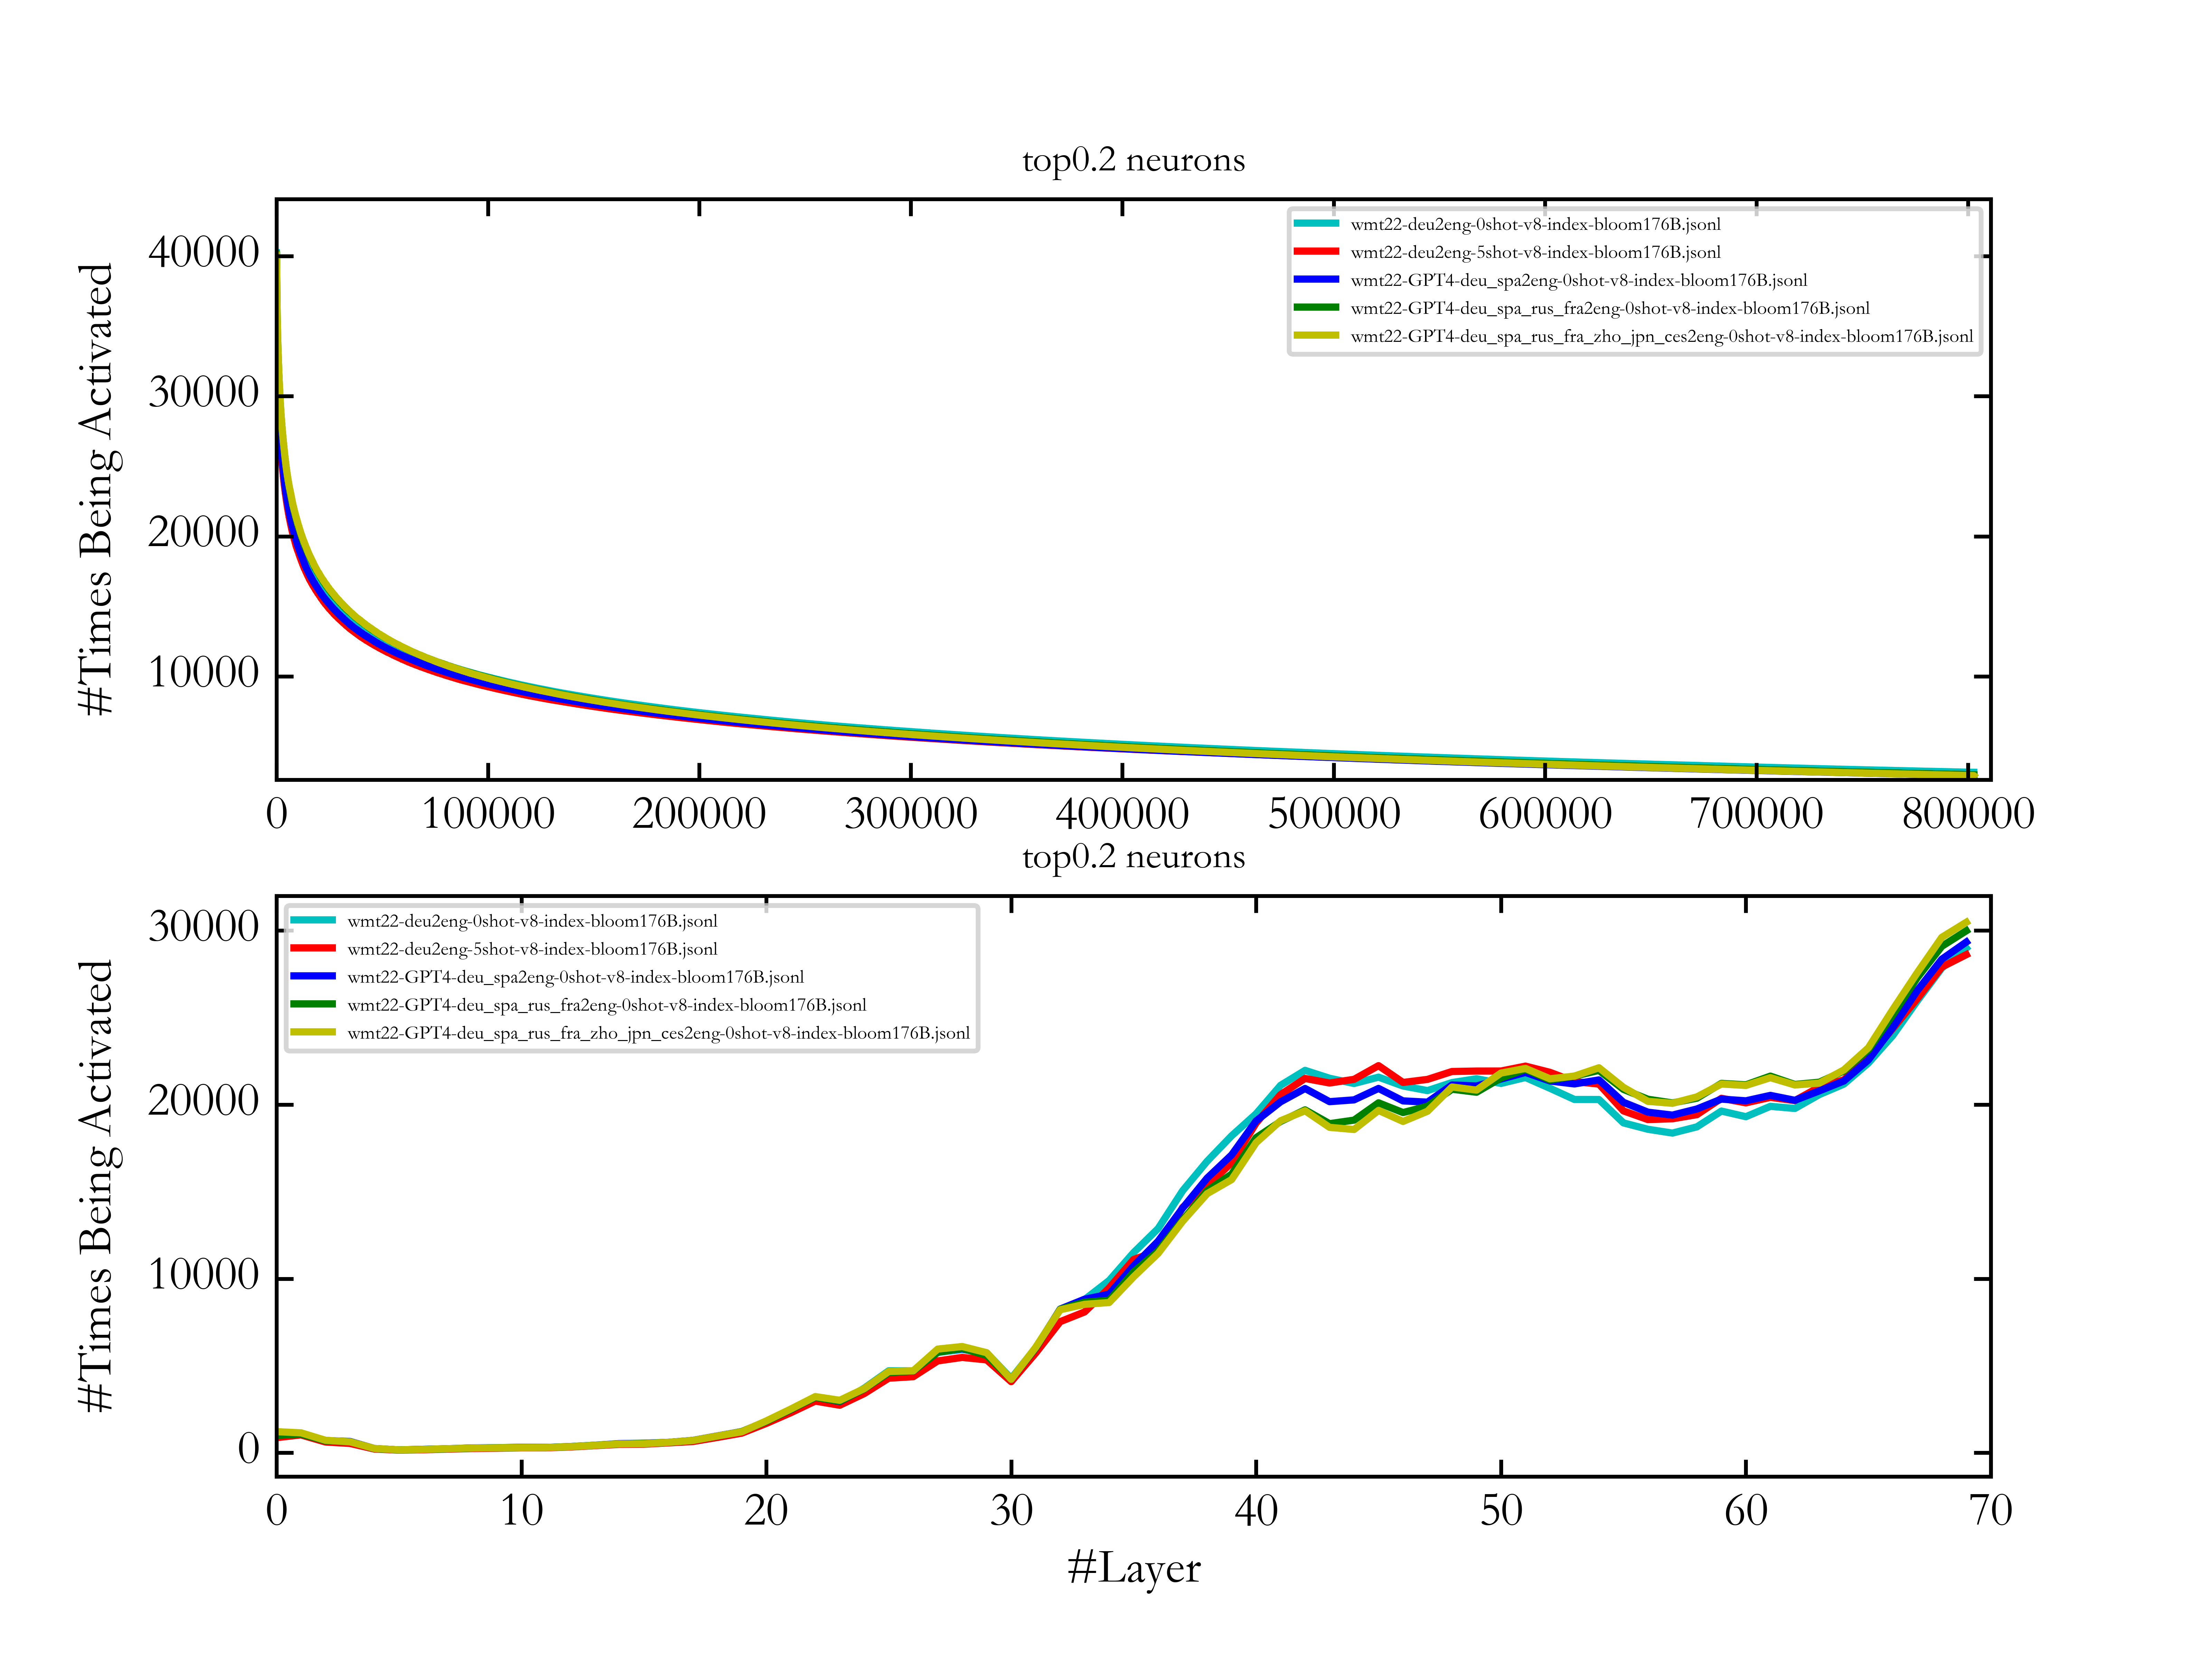 top0.2 neurons
#Times Being Activated
40000
30000
20000
10000
wmt22-deu2eng-0shot-v8-index-bloom176B.jsonl
wmt22-deu2eng-5shot-v8-index-bloom176B.jsonl
wmt22-GPT4-deu_spa2eng-0shot-v8-index-bloom176B.jsonl
wmt22-GPT4-deu_spa_rus_fra2eng-0shot-v8-index-bloom176B.jsonl
wmt22-GPT4-deu_spa_rus_fra_zho_jpn_ces2eng-0shot-v8-index-bloom176B.jsonl
0 100000 200000 300000 400000 500000 600000 700000 800000
top0.2 neurons
#Times Being Activated
30000
20000
10000
0
wmt22-deu2eng-0shot-v8-index-bloom176B.jsonl
wmt22-deu2eng-5shot-v8-index-bloom176B.jsonl
wmt22-GPT4-deu_spa2eng-0shot-v8-index-bloom176B.jsonl
wmt22-GPT4-deu_spa_rus_fra2eng-0shot-v8-index-bloom176B.jsonl
wmt22-GPT4-deu_spa_rus_fra_zho_jpn_ces2eng-0shot-v8-index-bloom176B.jsonl
0 10 20 30 40 50 60 70
#Layer